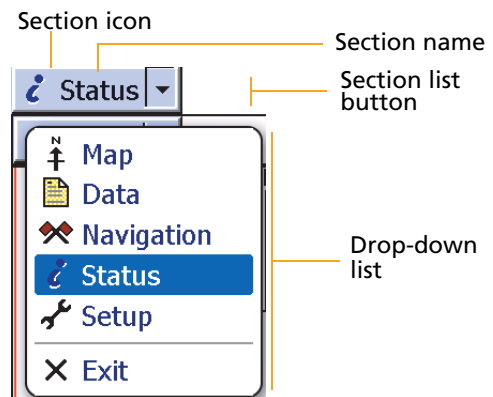 Section icon
Section name
Status
Section list
button
N
Map
Data
Navigation
Status
Setup
Exit
Drop-down
list